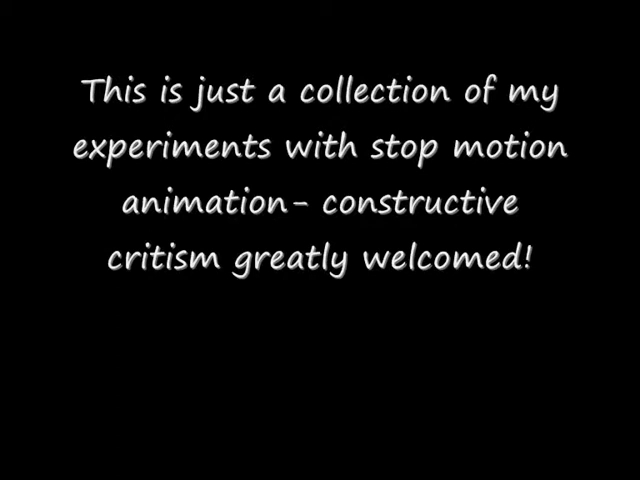 This is just a collection of my
experiments with stop motion
animation- constructive
critism greatly welcomed!